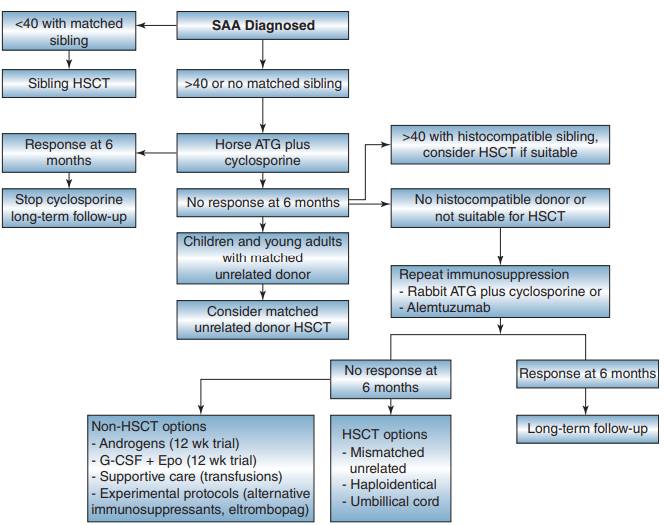 <40 with matched
sibling
SAA Diagnosed
Sibling HSCT
>40 or no matched sibling
Response at 6
months
Horse ATG plus
cyclosporine
>40 with histocompatible sibling,
consider HSCT if suitable
Stop cyclosporine
long-term follow-up
No response at 6 months
No histocompatible donor or
not suitable for HSCT
Children and young adults
with matched
unrelated donor
Repeat immunosuppression
- Rabbit ATG plus cyclosporine or
- Alemtuzumab
Consider matched
unrelated donor HSCT
No response at
6 months
Response at 6 months
Non-HSCT options
- Androgens (12 wk trial)
- G-CSF + Epo (12 wk trial)
- Supportive care (transfusions)
- Experimental protocols (alternative
immunosuppressants, eltrombopag)
HSCT options
- Mismatched
unrelated
- Haploidentical
- Umbillical cord
Long-term follow-up